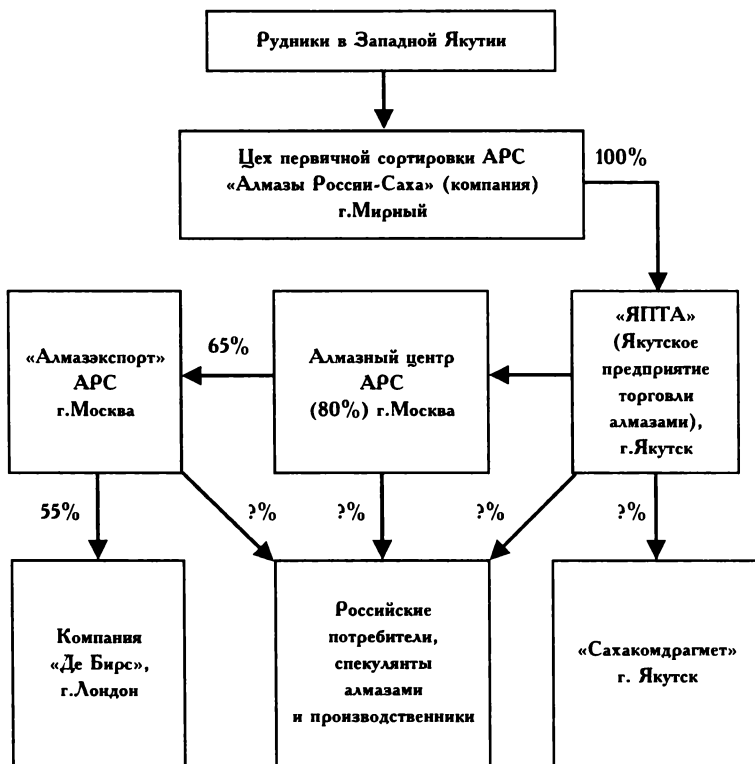 Рудники в Западной Якутии
Цех первичной сортировки АРС
«Алмазы России-Саха» (компания)
г.Мирный
100%
«Алмазэкспорт»
АРС
г.Москва
65%
Алмазный центр
АРС
(80%) г.Москва
«ЯПТА»
(Якутское
предприятие
торговли
алмазами),
г.Якутск
55%
?%
?%
?%
?%
Компания
«Де Бирс»,
г.Лондон
Российские
потребители,
спекулянты
алмазами
и производственники
«Сахакомдрагмет»
г. Якутск